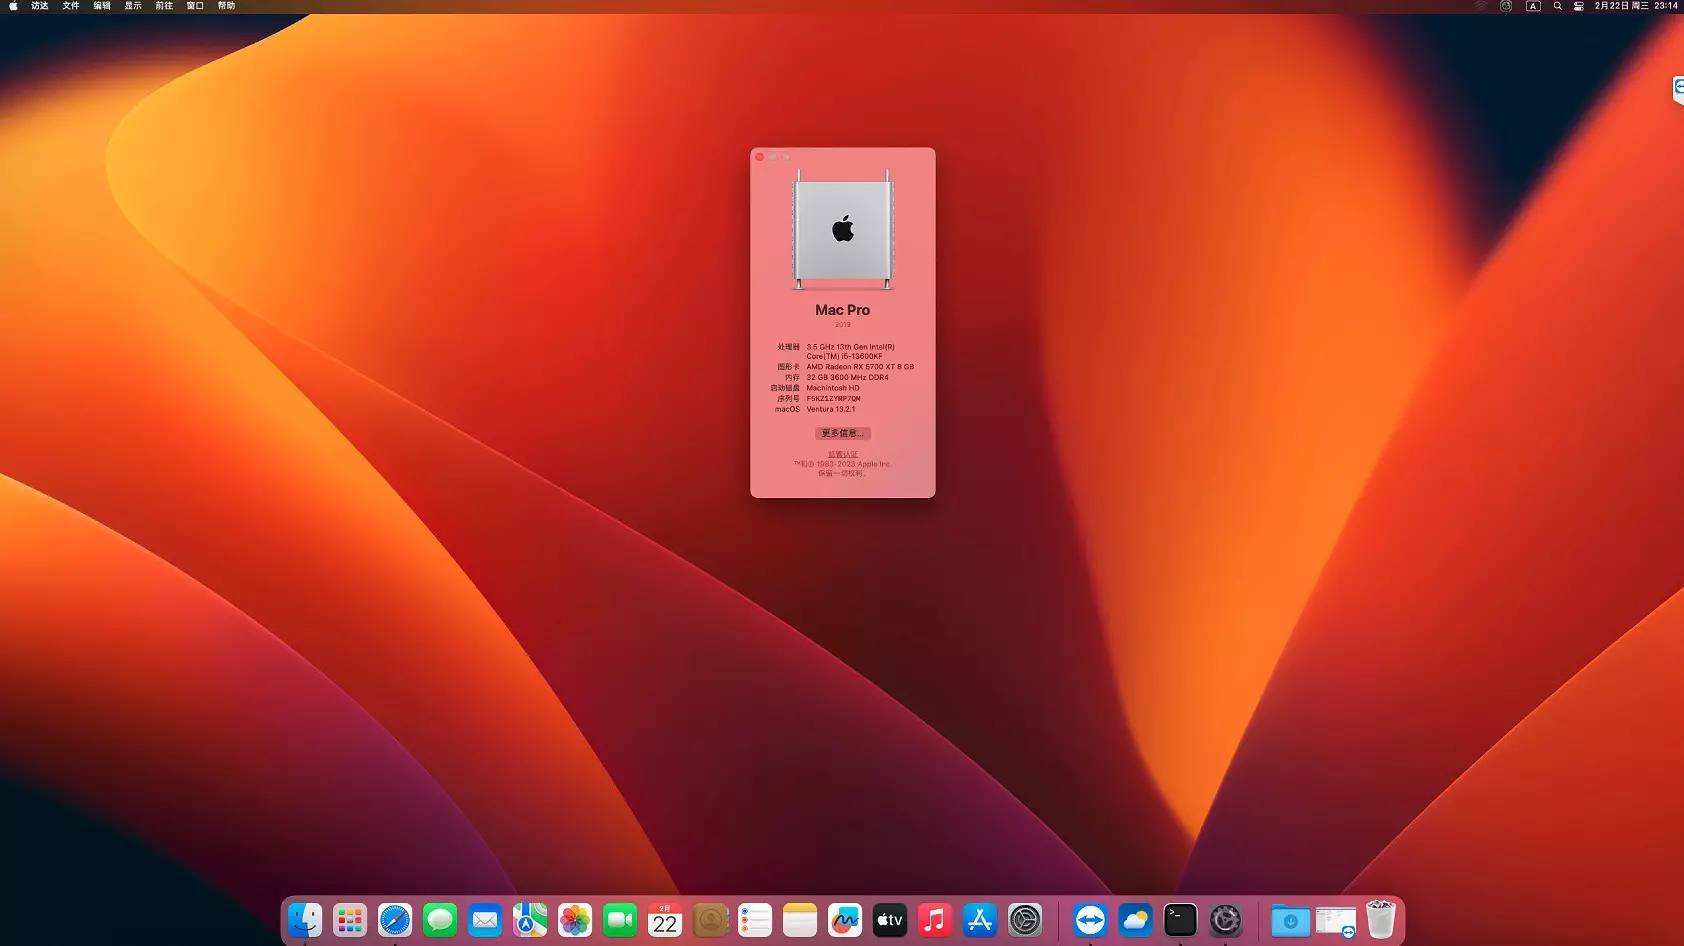 访达 文件 编辑 显示 前往 窗口 帮助
A 2月22日 周三 23:14
Mac Pro
2019
处理器 3.5 GHz 13th Gen Intel(R)
Core(TM) i5-13600KF
图形卡 AMD Radeon RX 5700 XT 8 GB
内存 32 GB 3600 MHz DDR4
启动磁盘 Machintosh HD
序列号 F5KZ1ZYRP7QM
macOS Ventura 13.2.1
更多信息...
监管认证
™和© 1983-2023 Apple Inc.
保留一切权利。
2月
22
tv
>_